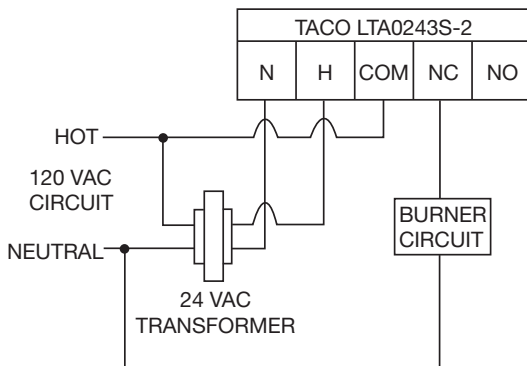 TACO LTA0243S-2
N H COM NC NO
HOT
120 VAC
CIRCUIT
NEUTRAL
BURNER
CIRCUIT
24 VAC
TRANSFORMER